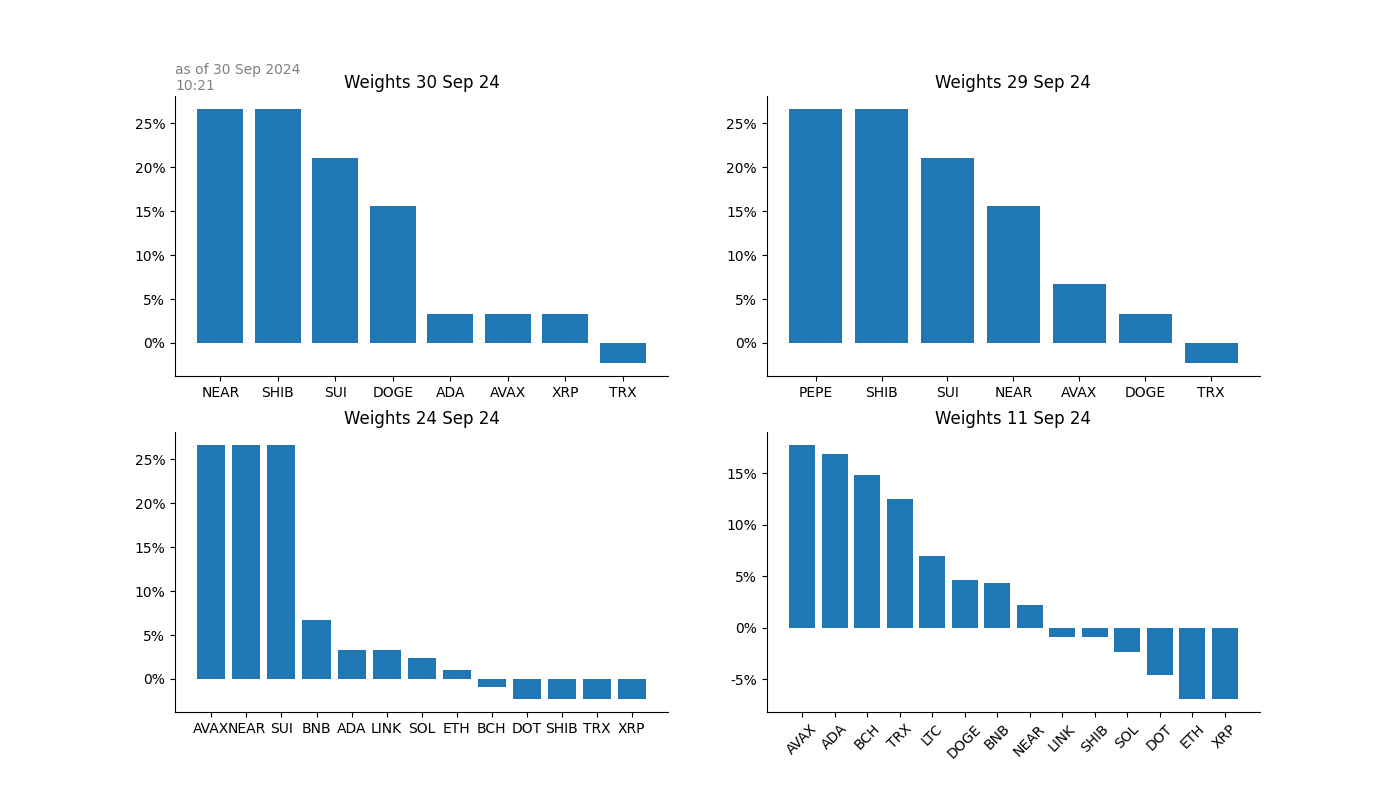 as of 30 Sep 2024
10:21
Weights 30 Sep 24
25%
20%
15%
10%
5%
0%
NEAR SHIB SUI DOGE ADA AVAX XRP TRX
Weights 29 Sep 24
25%
20%
15%
10%
5%
0%
PEPE SHIB SUI NEAR AVAX DOGE TRX
Weights 24 Sep 24
25%
20%
15%
10%
5%
0%
AVAX NEAR SUI BNB ADA LINK SOL ETH BCH DOT SHIB TRX XRP
Weights 11 Sep 24
15%
10%
5%
0%
-5%
AVAX ADA BCH TRX LTC DOGE BNB NEAR LINK SHIB SOL DOT ETH XRP